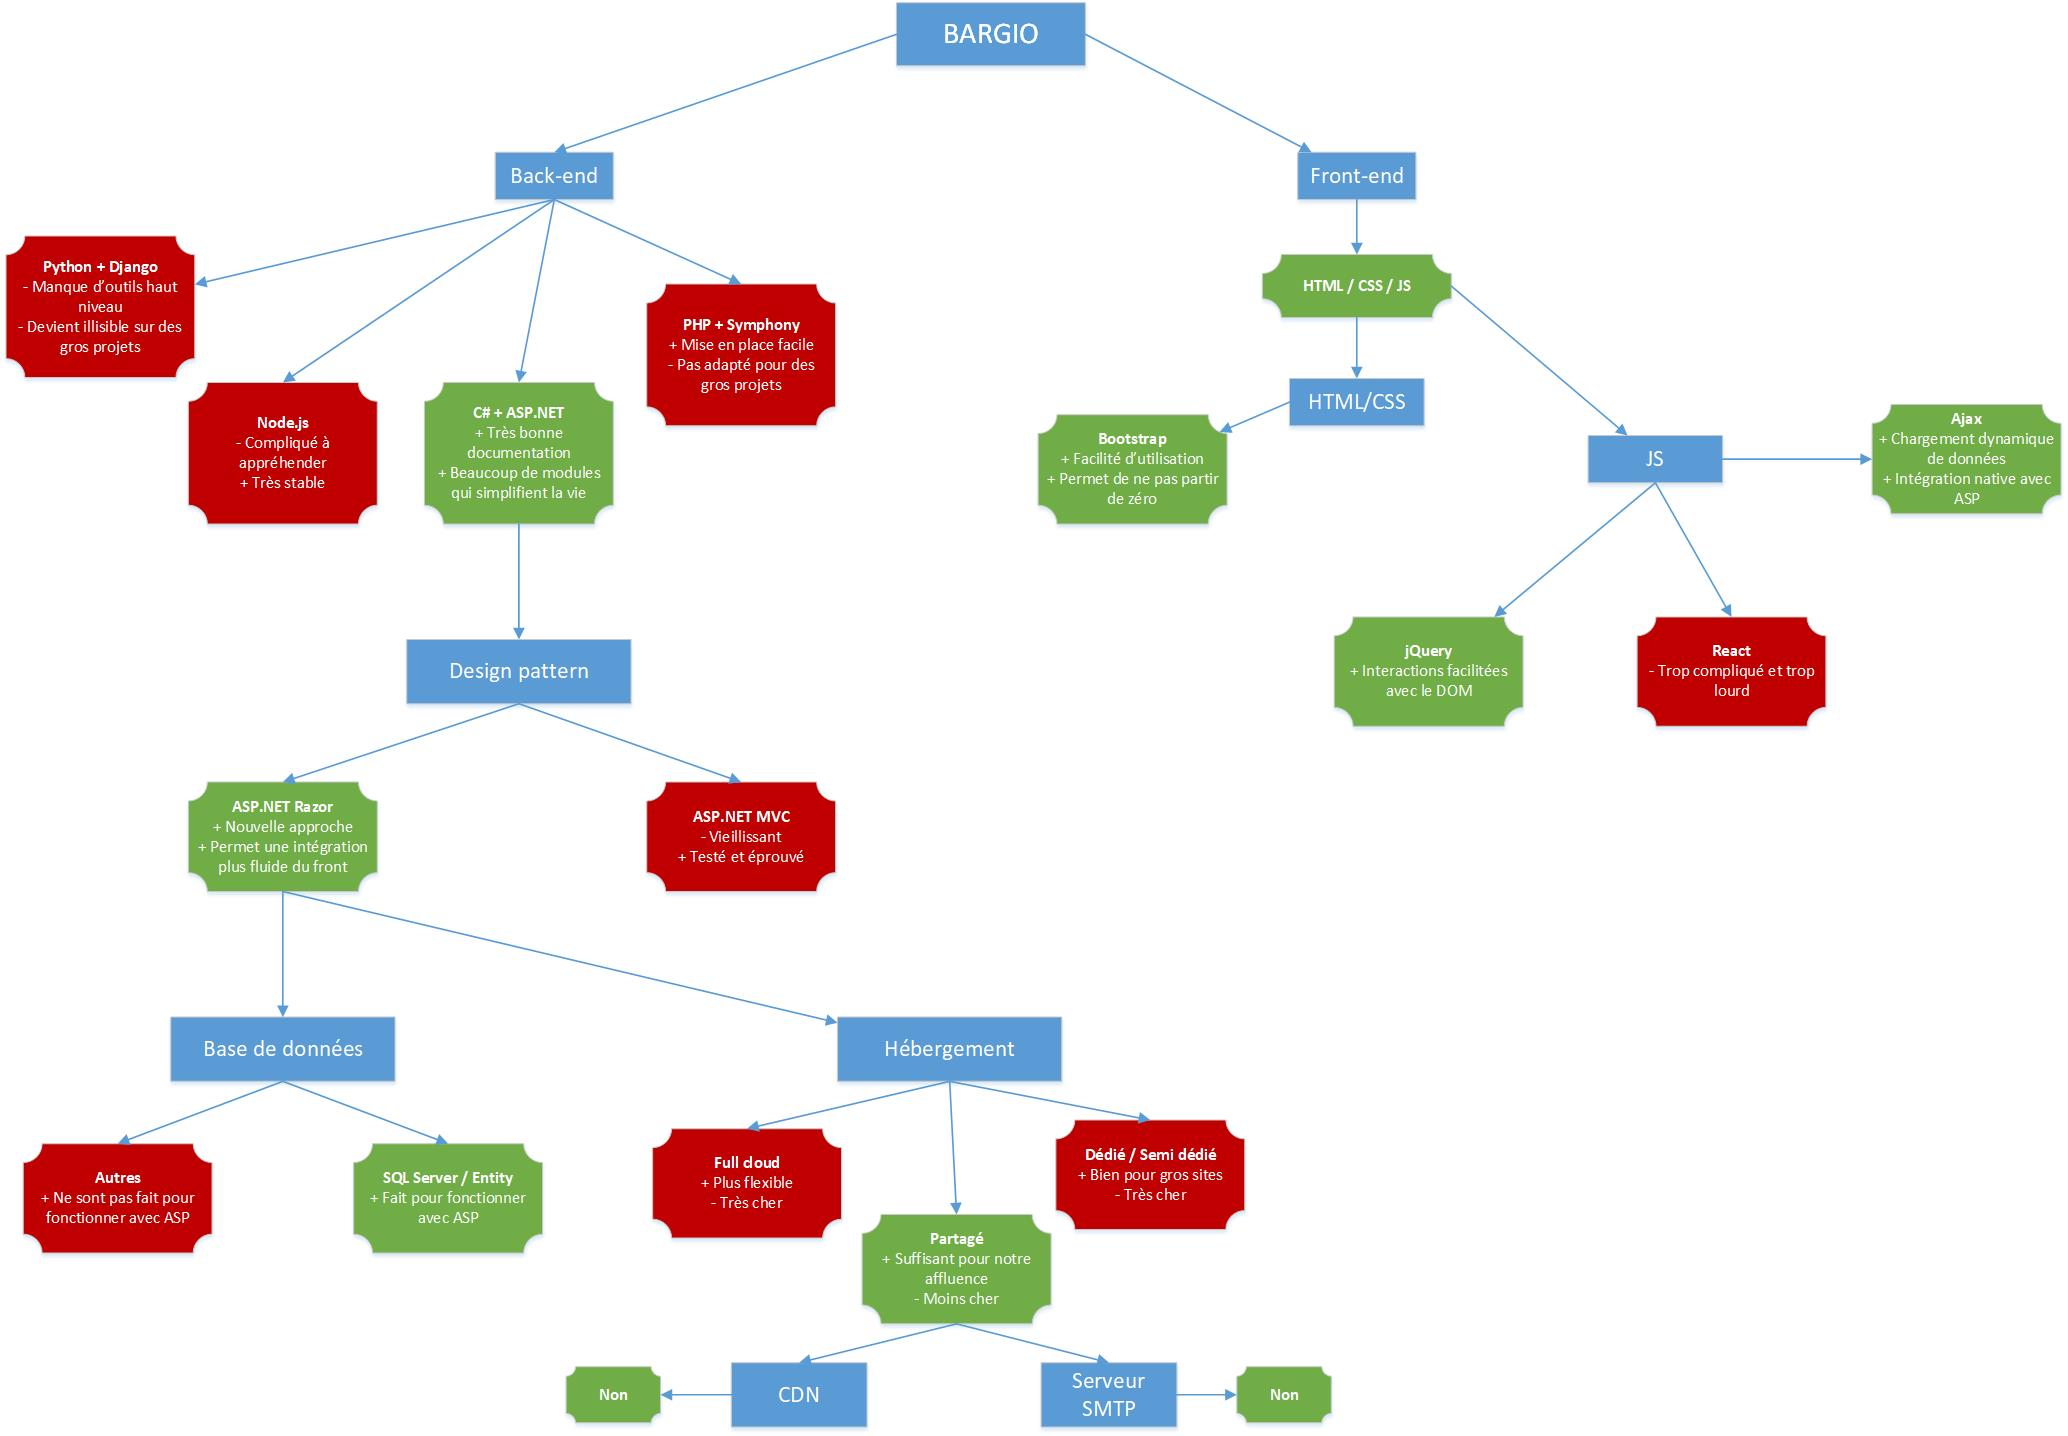 BARGIO
Back-end
Front-end
Python + Django
- Manque d'outils haut
niveau
- Devient illisible sur des
gros projets
Node.js
- Compliqué à
appréhender
+ Très stable
C# + ASP.NET
+ Très bonne
documentation
+ Beaucoup de modules
qui simplifient la vie
PHP + Symphony
+ Mise en place facile
- Pas adapté pour des
gros projets
HTML / CSS / JS
HTML/CSS
Bootstrap
+ Facilité d'utilisation
+ Permet de ne pas partir
de zéro
JS
Ajax
+ Chargement dynamique
de données
+ Intégration native avec
ASP
jQuery
+ Interactions facilitées
avec le DOM
React
- Trop compliqué et trop
lourd
Design pattern
ASP.NET Razor
+ Nouvelle approche
+ Permet une intégration
plus fluide du front
ASP.NET MVC
- Vieillissant
+ Testé et éprouvé
Base de données
Hébergement
Autres
+ Ne sont pas fait pour
fonctionner avec ASP
SQL Server / Entity
+ Fait pour fonctionner
avec ASP
Full cloud
+ Plus flexible
- Très cher
Dédié / Semi dédié
+ Bien pour gros sites
- Très cher
Partagé
+ Suffisant pour notre
affluence
- Moins cher
Non
CDN
Serveur
SMTP
Non